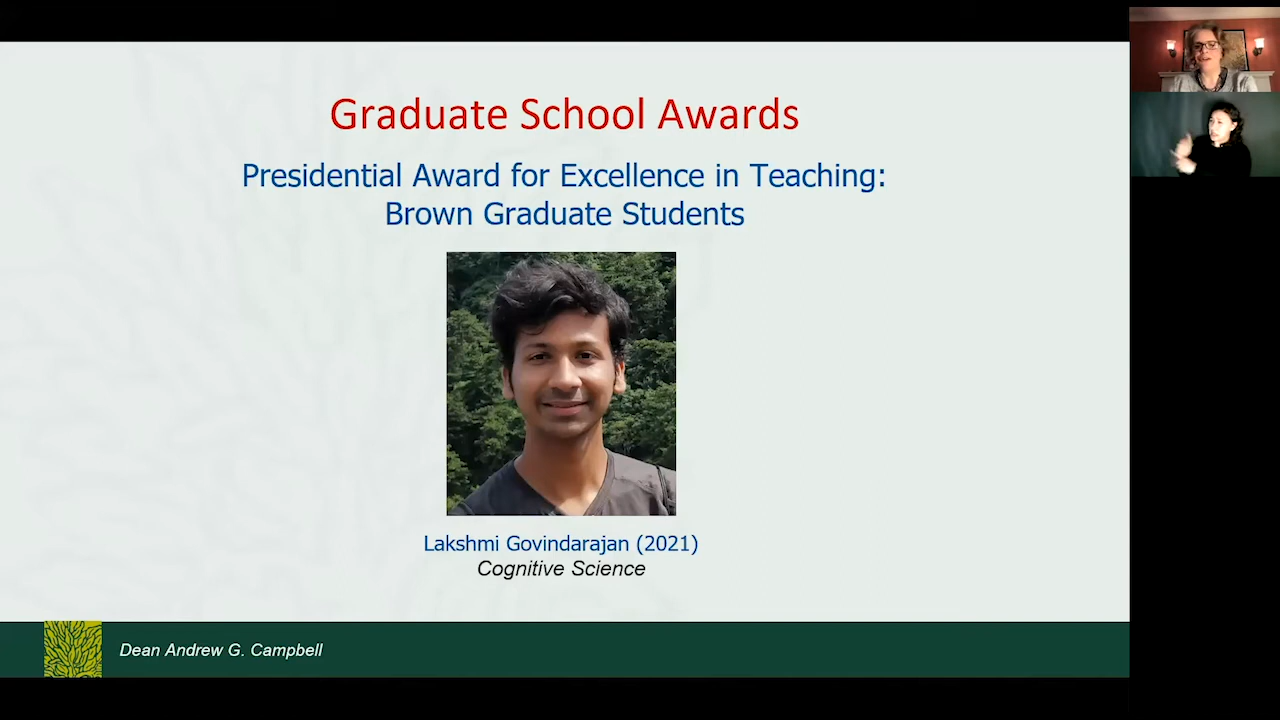 Graduate School Awards
Presidential Award for Excellence in Teaching:
Brown Graduate Students
Lakshmi Govindarajan (2021)
Cognitive Science
Dean Andrew G. Campbell